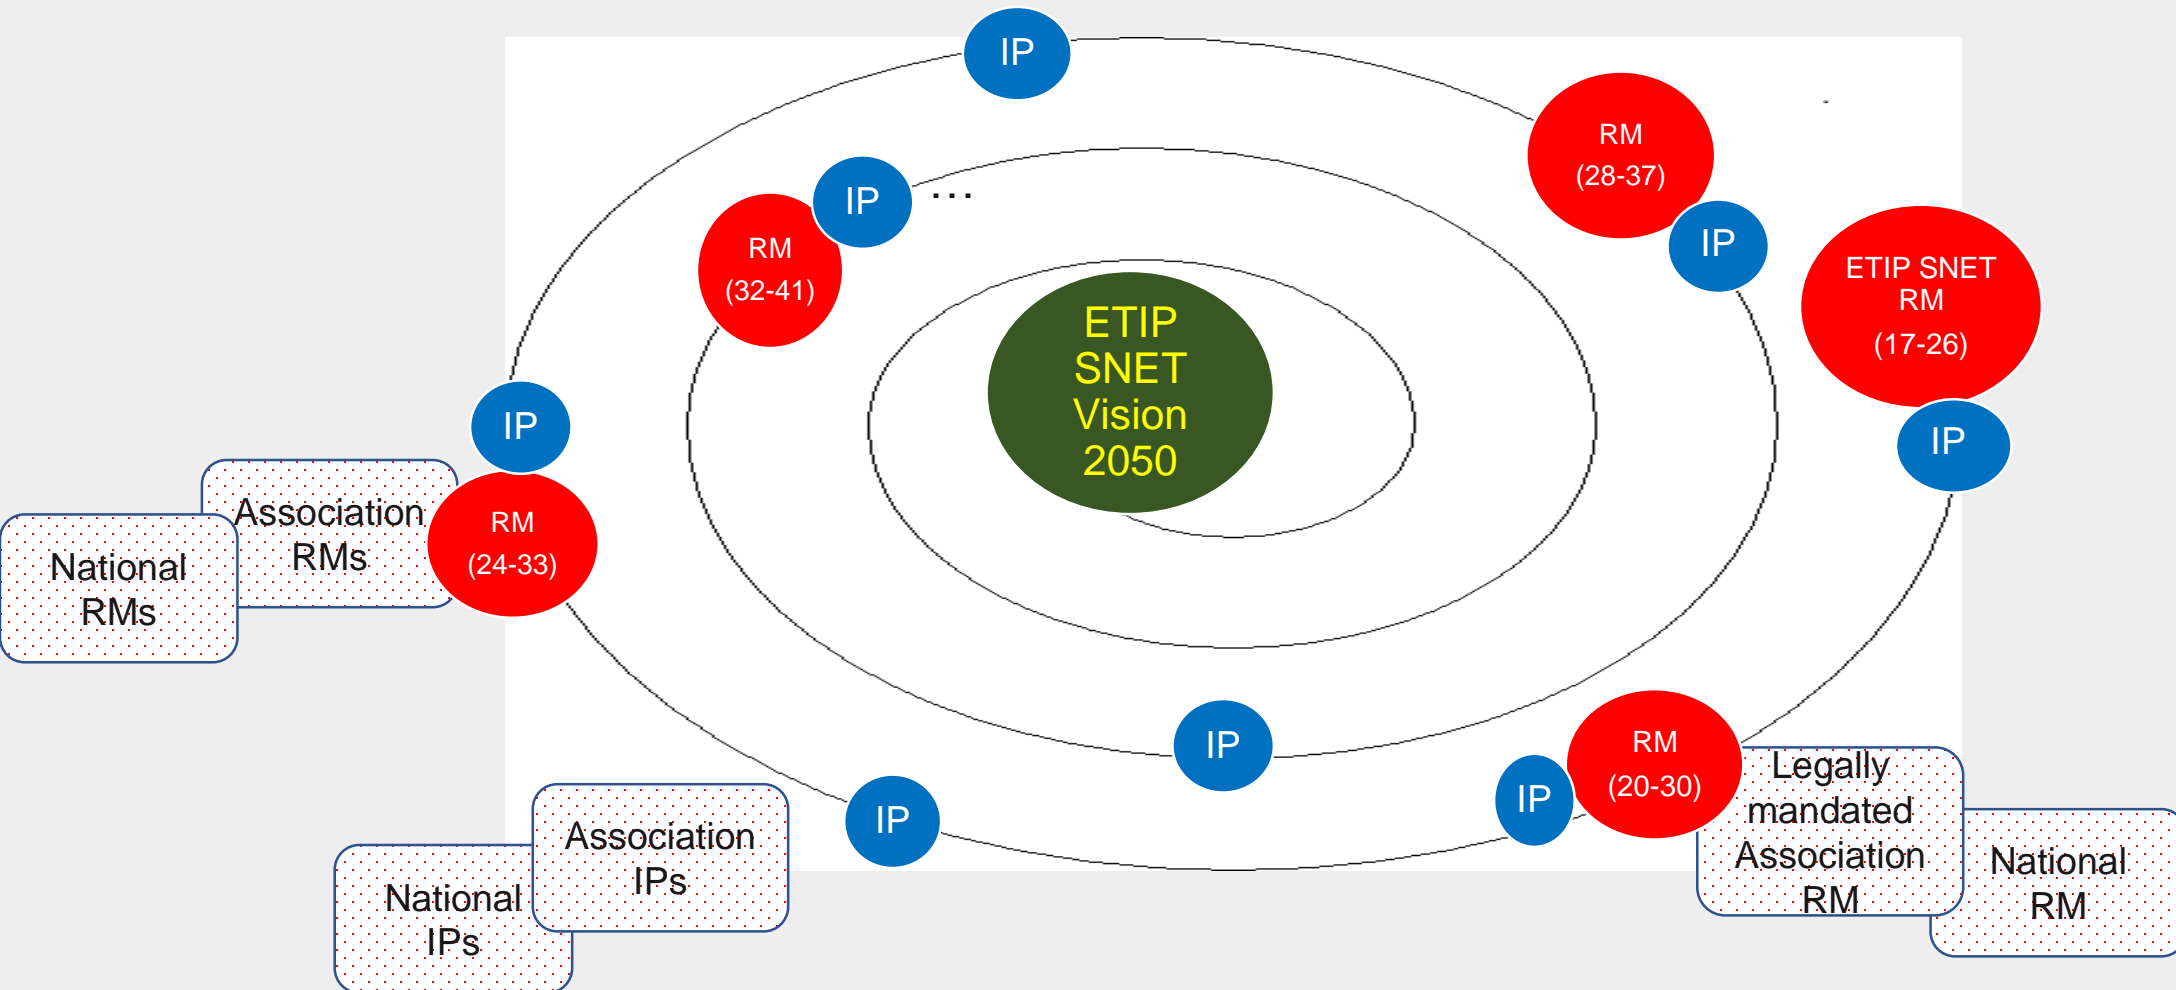 IP
RM
(28-37)
IP
...
RM
(32-41)
IP
ETIP SNET
RM
(17-26)
IP
ETIP
SNET
Vision
2050
IP
RM
(24-33)
Association
RMs
National
RMs
IP
RM
(20-30)
IP
IP
Legally
mandated
Association
RM
National
RM
Association
IPs
National
IPs